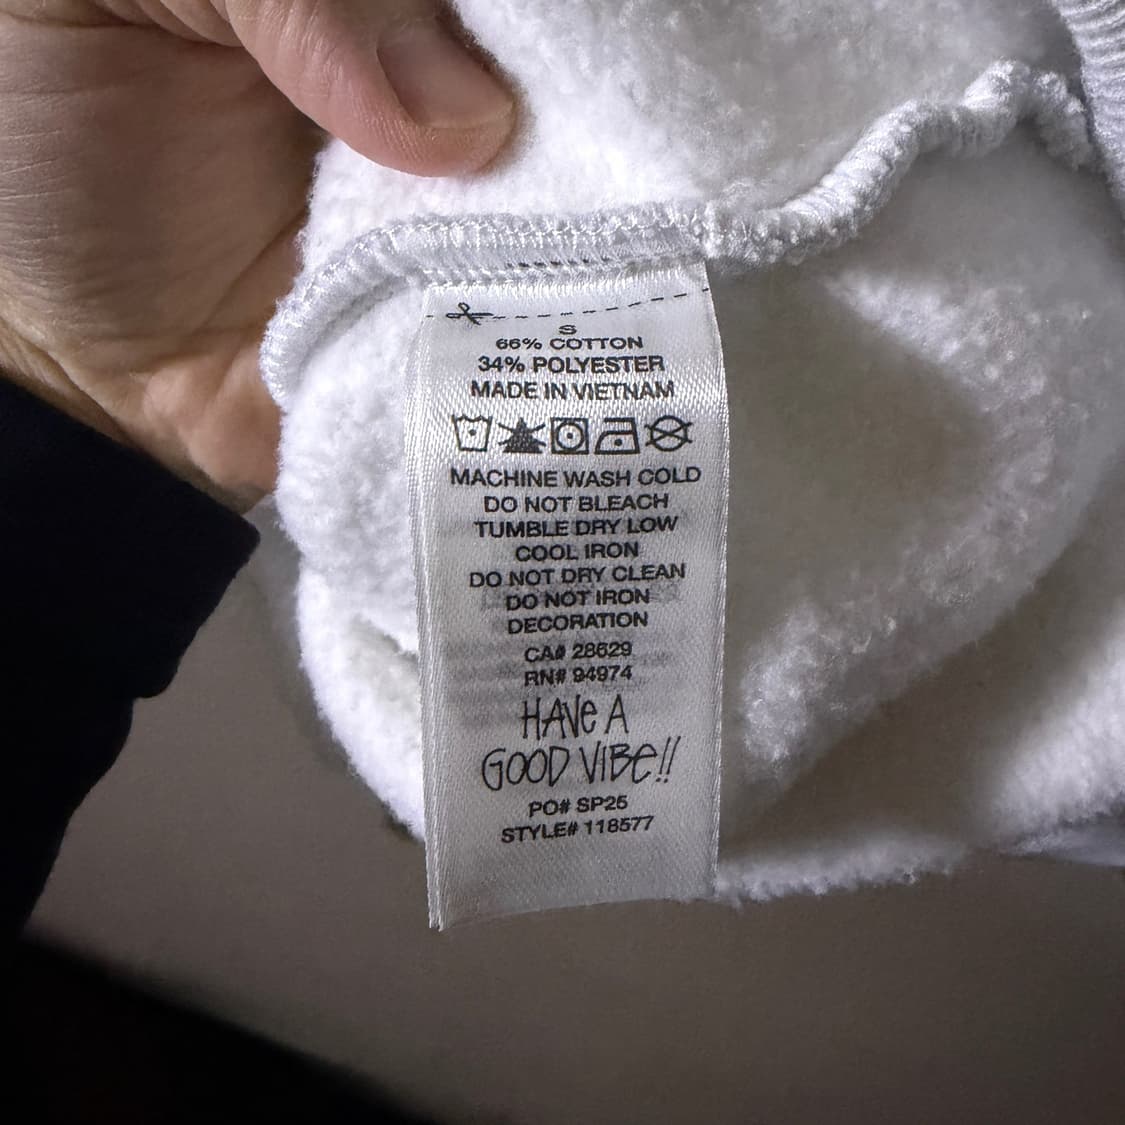 S
66% COTTON
34% POLYESTER
MADE IN VIETNAM
MACHINE WASH COLD
DO NOT BLEACH
TUMBLE DRY LOW
COOL IRON
DO NOT DRY CLEAN
DO NOT IRON
DECORATION
CA# 28629
RN# 94974
HAVE A
GOOD VIBE!!
PO# SP25
STYLE# 118577